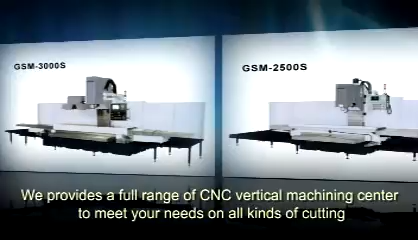 GSM-3000S
GSM-2500S
We provides a full range of CNC vertical machining center
to meet your needs on all kinds of cutting